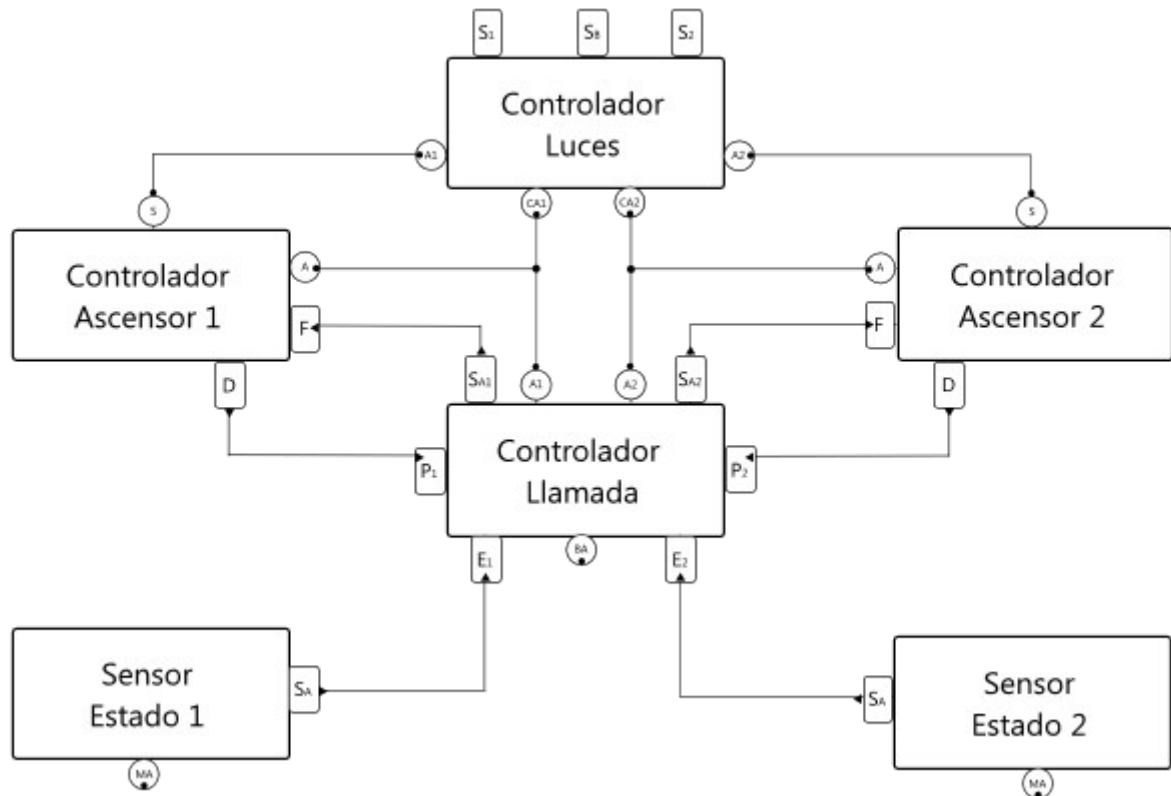 S1 SB S2
Controlador
Luces
A1 A2
S CA1 CA2 S
Controlador
Ascensor 1
A A
Controlador
Ascensor 2
F F
D SA1 A1 A2 SA2 D
Controlador
Llamada
P1 P2
E1 BA E2
Sensor
Estado 1
SA SA
Sensor
Estado 2
MA MA